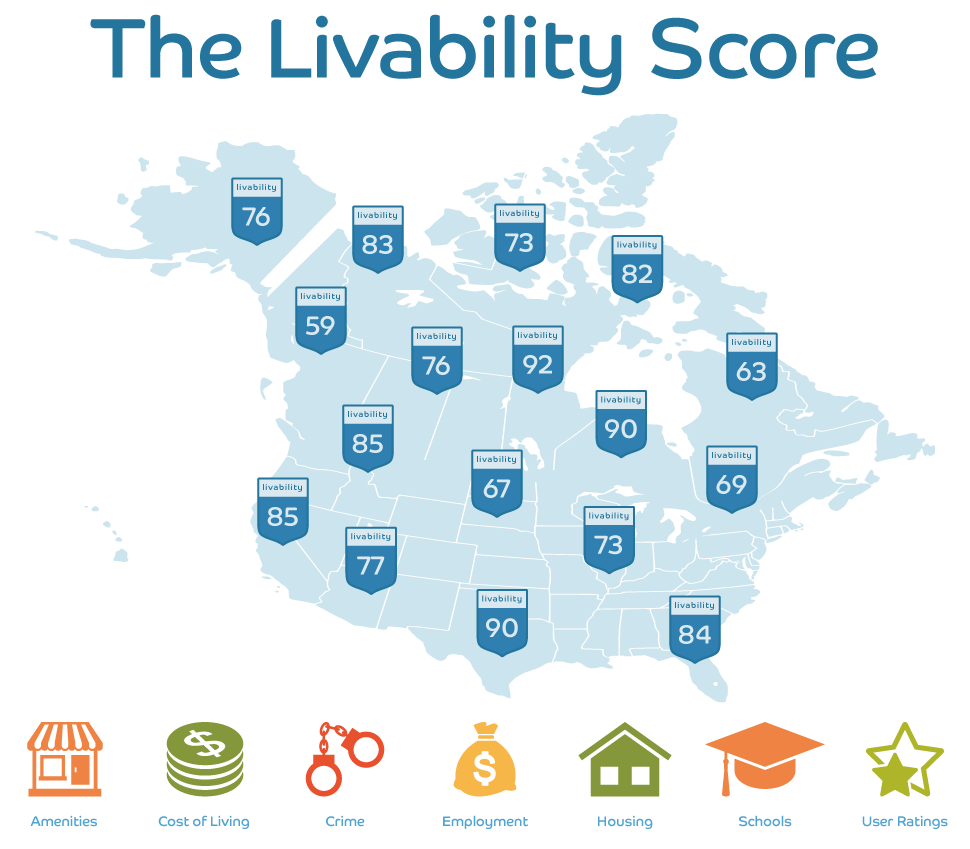 The Livability Score
livability
76
livability
83
livability
73
livability
82
livability
59
livability
76
livability
92
livability
63
livability
90
livability
85
livability
69
livability
67
livability
85
livability
73
livability
77
livability
90
livability
84
$
$
Amenities
Cost of Living
Crime
Employment
Housing
Schools
User Ratings